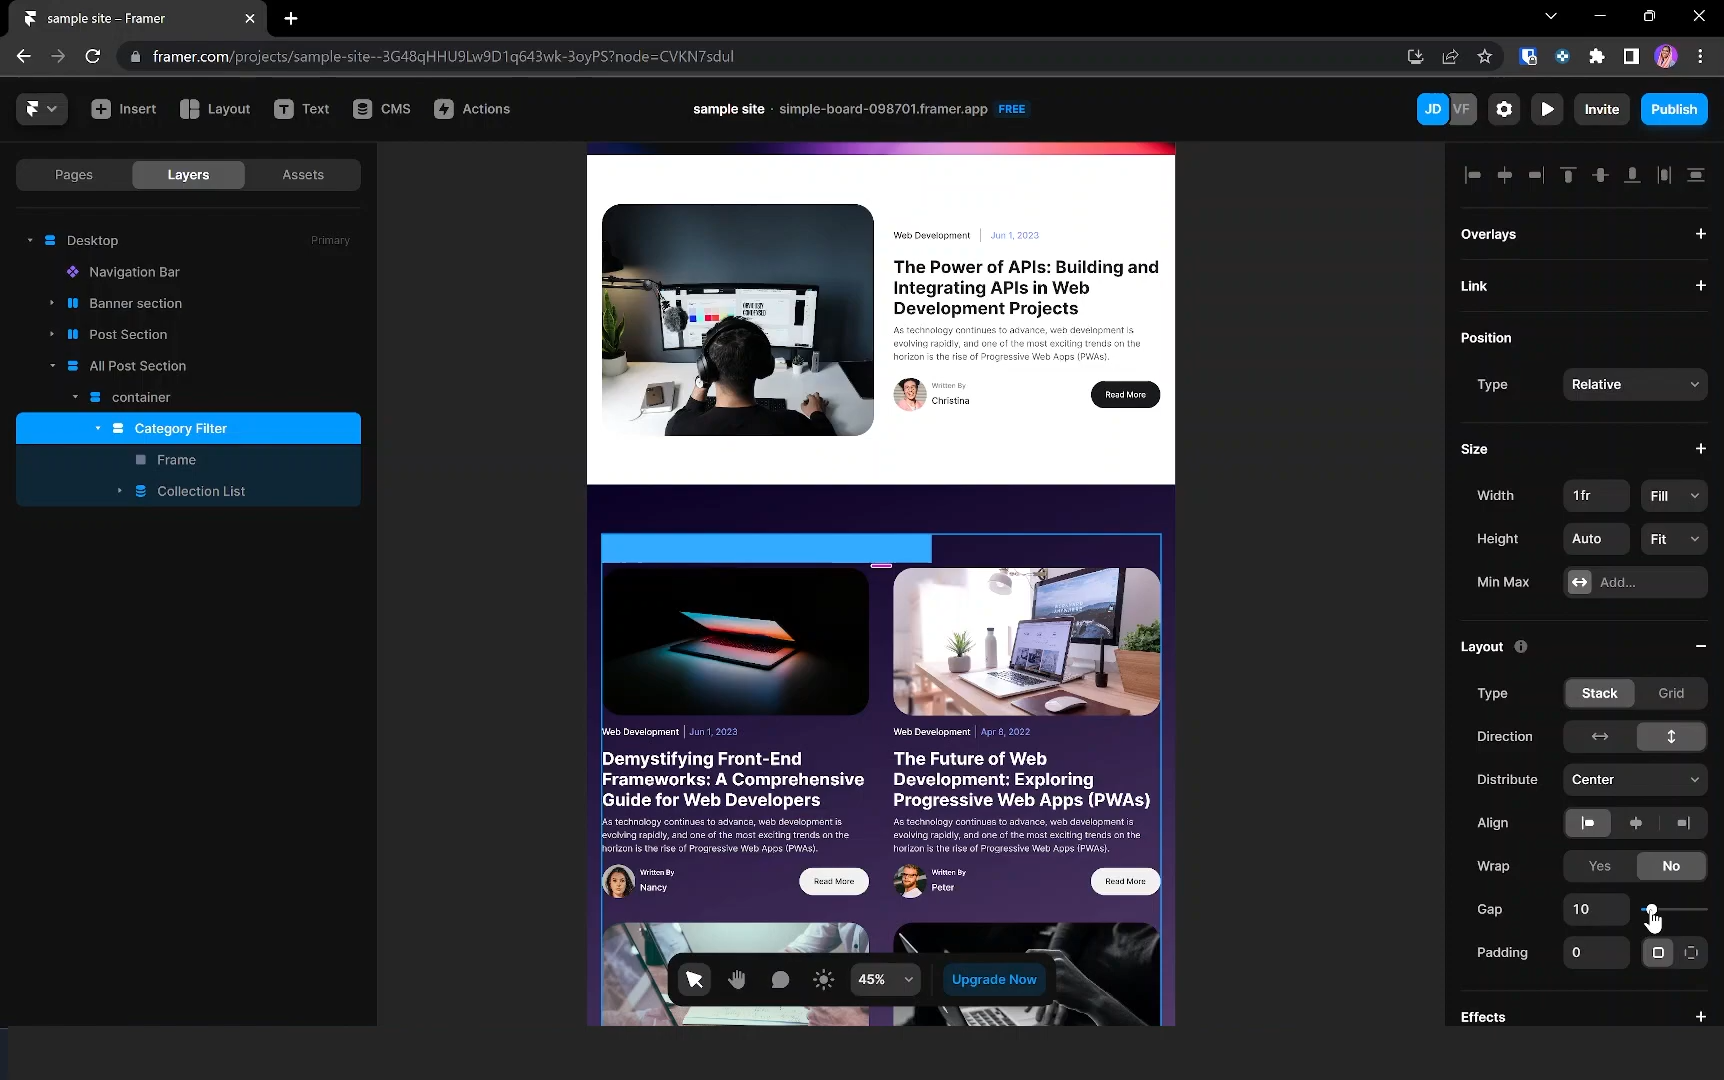 sample site – Framer
framer.com/projects/sample-site--3G48qHHU9Lw9D1q643wk-3oyPS?node=CVKN7sdul
Insert
Layout
Text
CMS
Actions
sample site · simple-board-098701.framer.app FREE
JD
VF
Invite
Publish
Pages
Layers
Assets
Desktop
Primary
Navigation Bar
Banner section
Post Section
All Post Section
container
Category Filter
Frame
Collection List
Web Development
Jun 1, 2023
The Power of APIs: Building and
Integrating APIs in Web
Development Projects
As technology continues to advance, web development is
evolving rapidly, and one of the most exciting trends on the
horizon is the rise of Progressive Web Apps (PWAs).
Written By
Christina
Read More
Web Development
Jun 1, 2023
Demystifying Front-End
Frameworks: A Comprehensive
Guide for Web Developers
As technology continues to advance, web development is
evolving rapidly, and one of the most exciting trends on the
horizon is the rise of Progressive Web Apps (PWAs).
Written By
Nancy
Read More
Web Development
Apr 8, 2022
The Future of Web
Development: Exploring
Progressive Web Apps (PWAs)
As technology continues to advance, web development is
evolving rapidly, and one of the most exciting trends on the
horizon is the rise of Progressive Web Apps (PWAs).
Written By
Peter
Read More
45%
Upgrade Now
Overlays
Link
Position
Type
Relative
Size
Width
1fr
Fill
Height
Auto
Fit
Min Max
Add...
Layout
Type
Stack
Grid
Direction
Distribute
Center
Align
Wrap
Yes
No
Gap
10
Padding
0
Effects